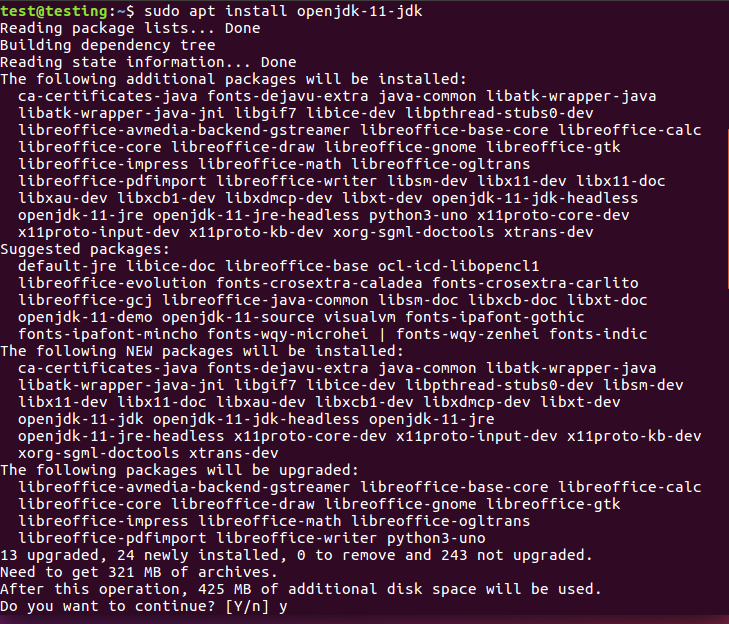 test@testing:~$ sudo apt install openjdk-11-jdk
Reading package lists... Done
Building dependency tree
Reading state information... Done
The following additional packages will be installed:
  ca-certificates-java fonts-dejavu-extra java-common libatk-wrapper-java
  libatk-wrapper-java-jni libgif7 libice-dev libpthread-stubs0-dev
  libreoffice-avmedia-backend-gstreamer libreoffice-base-core libreoffice-calc
  libreoffice-core libreoffice-draw libreoffice-gnome libreoffice-gtk
  libreoffice-impress libreoffice-math libreoffice-ogltrans
  libreoffice-pdfimport libreoffice-writer libsm-dev libx11-dev libx11-doc
  libxau-dev libxcb1-dev libxdmcp-dev libxt-dev openjdk-11-jdk-headless
  openjdk-11-jre openjdk-11-jre-headless python3-uno x11proto-core-dev
  x11proto-input-dev x11proto-kb-dev xorg-sgml-doctools xtrans-dev
Suggested packages:
  default-jre libice-doc libreoffice-base ocl-icd-libopencl1
  libreoffice-evolution fonts-crosextra-caladea fonts-crosextra-carlito
  libreoffice-gcj libreoffice-java-common libsm-doc libxcb-doc libxt-doc
  openjdk-11-demo openjdk-11-source visualvm fonts-ipafont-gothic
  fonts-ipafont-mincho fonts-wqy-microhei | fonts-wqy-zenhei fonts-indic
The following NEW packages will be installed:
  ca-certificates-java fonts-dejavu-extra java-common libatk-wrapper-java
  libatk-wrapper-java-jni libgif7 libice-dev libpthread-stubs0-dev libsm-dev
  libx11-dev libx11-doc libxau-dev libxcb1-dev libxdmcp-dev libxt-dev
  openjdk-11-jdk openjdk-11-jdk-headless openjdk-11-jre
  openjdk-11-jre-headless x11proto-core-dev x11proto-input-dev x11proto-kb-dev
  xorg-sgml-doctools xtrans-dev
The following packages will be upgraded:
  libreoffice-avmedia-backend-gstreamer libreoffice-base-core libreoffice-calc
  libreoffice-core libreoffice-draw libreoffice-gnome libreoffice-gtk
  libreoffice-impress libreoffice-math libreoffice-ogltrans
  libreoffice-pdfimport libreoffice-writer python3-uno
13 upgraded, 24 newly installed, 0 to remove and 243 not upgraded.
Need to get 321 MB of archives.
After this operation, 425 MB of additional disk space will be used.
Do you want to continue? [Y/n] y